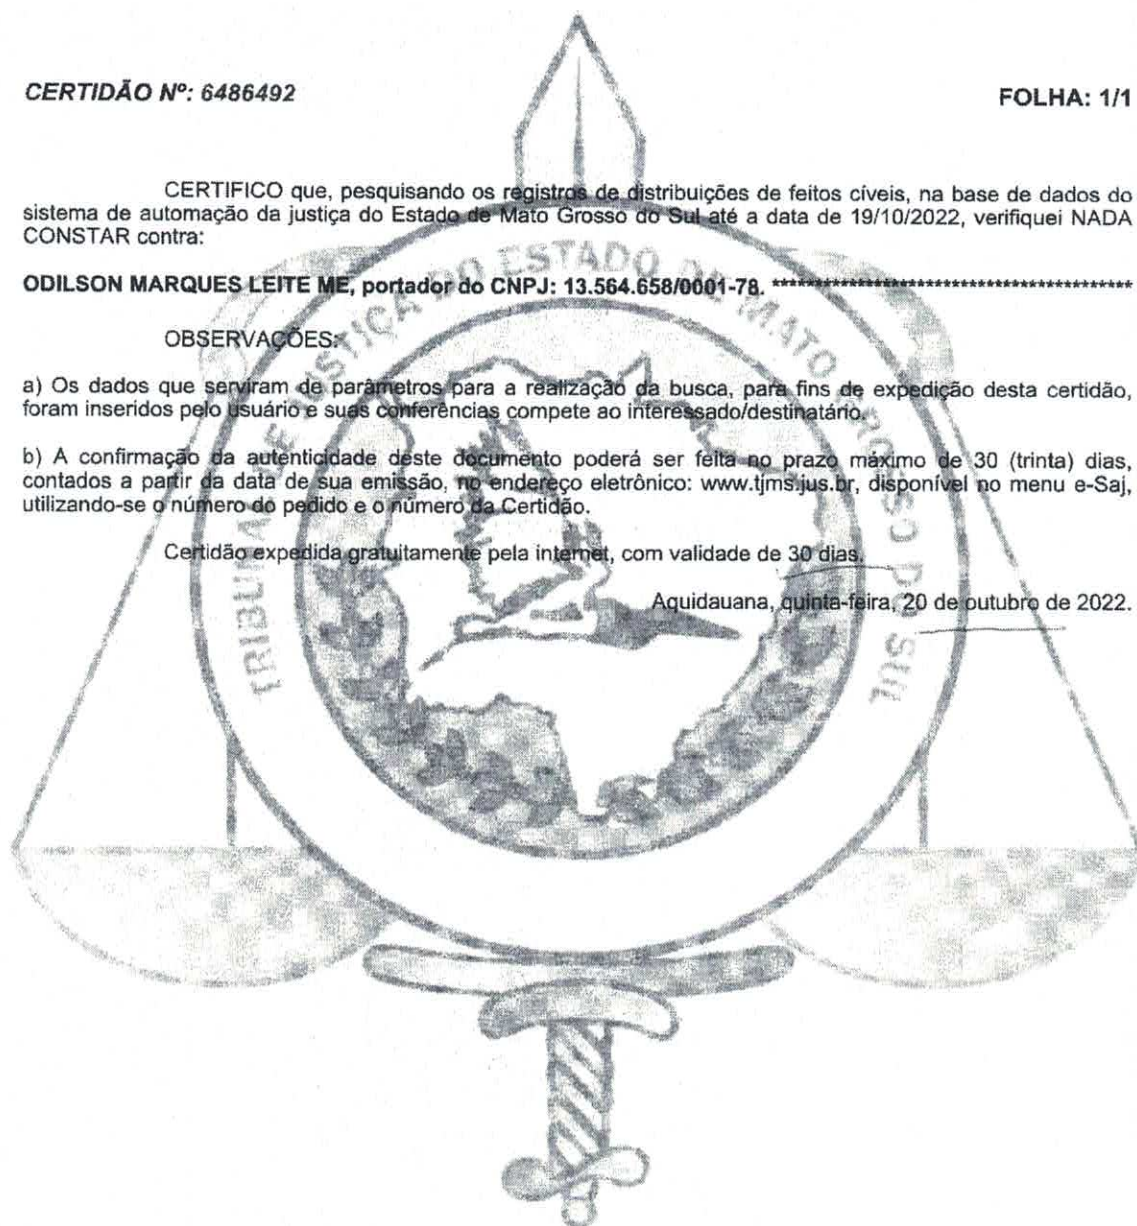 CERTIDÃO Nº: 6486492
FOLHA: 1/1
CERTIFICO que, pesquisando os registros de distribuições de feitos cíveis, na base de dados do
sistema de automação da justiça do Estado de Mato Grosso do Sul até a data de 19/10/2022, verifiquei NADA
CONSTAR contra:
ODILSON MARQUES LEITE ME, portador do CNPJ: 13.564.658/0001-78. ******************************************
OBSERVAÇÕES:
a) Os dados que serviram de parâmetros para a realização da busca, para fins de expedição desta certidão,
foram inseridos pelo usuário e suas conferências compete ao interessado/destinatário.
b) A confirmação da autenticidade deste documento poderá ser feita no prazo máximo de 30 (trinta) dias,
contados a partir da data de sua emissão, no endereço eletrônico: www.tjms.jus.br, disponível no menu e-Saj,
utilizando-se o número do pedido e o número da Certidão.
Certidão expedida gratuitamente pela internet, com validade de 30 dias.
Aquidauana, quinta-feira, 20 de outubro de 2022.
TRIBUNAL DE JUSTIÇA DO ESTADO DE MATO GROSSO DO SUL